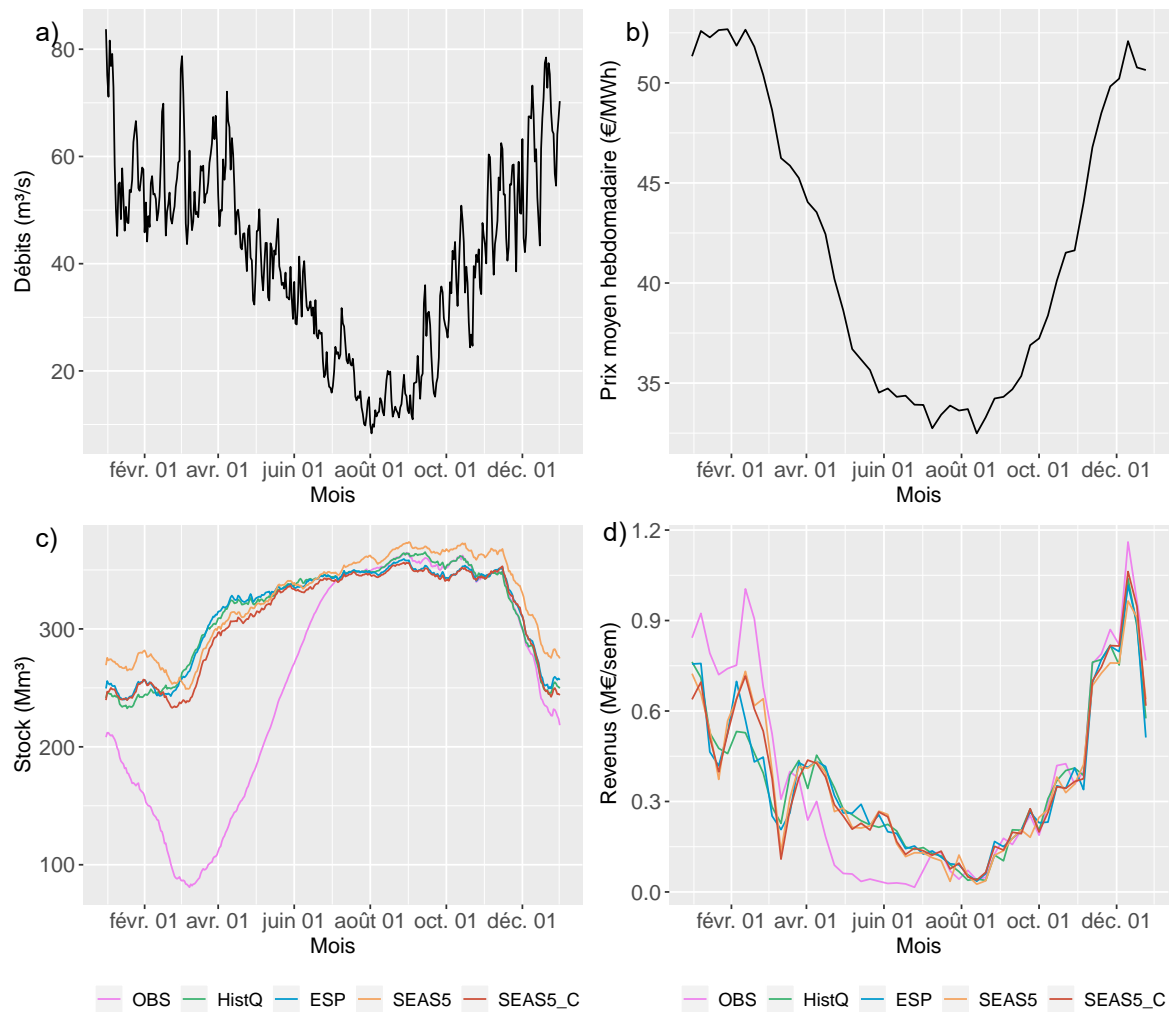 a)
80
60
40
20
Débits (m³/s)
févr. 01 avr. 01 juin 01 août 01 oct. 01 déc. 01
Mois
b)
50
45
40
35
Prix moyen hebdomadaire (€/MWh)
févr. 01 avr. 01 juin 01 août 01 oct. 01 déc. 01
Mois
c)
300
200
100
Stock (Mm³)
févr. 01 avr. 01 juin 01 août 01 oct. 01 déc. 01
Mois
OBS HistQ ESP SEAS5 SEAS5_C
d)
1.2
0.9
0.6
0.3
0.0
Revenus (M€/sem)
févr. 01 avr. 01 juin 01 août 01 oct. 01 déc. 01
Mois
OBS HistQ ESP SEAS5 SEAS5_C